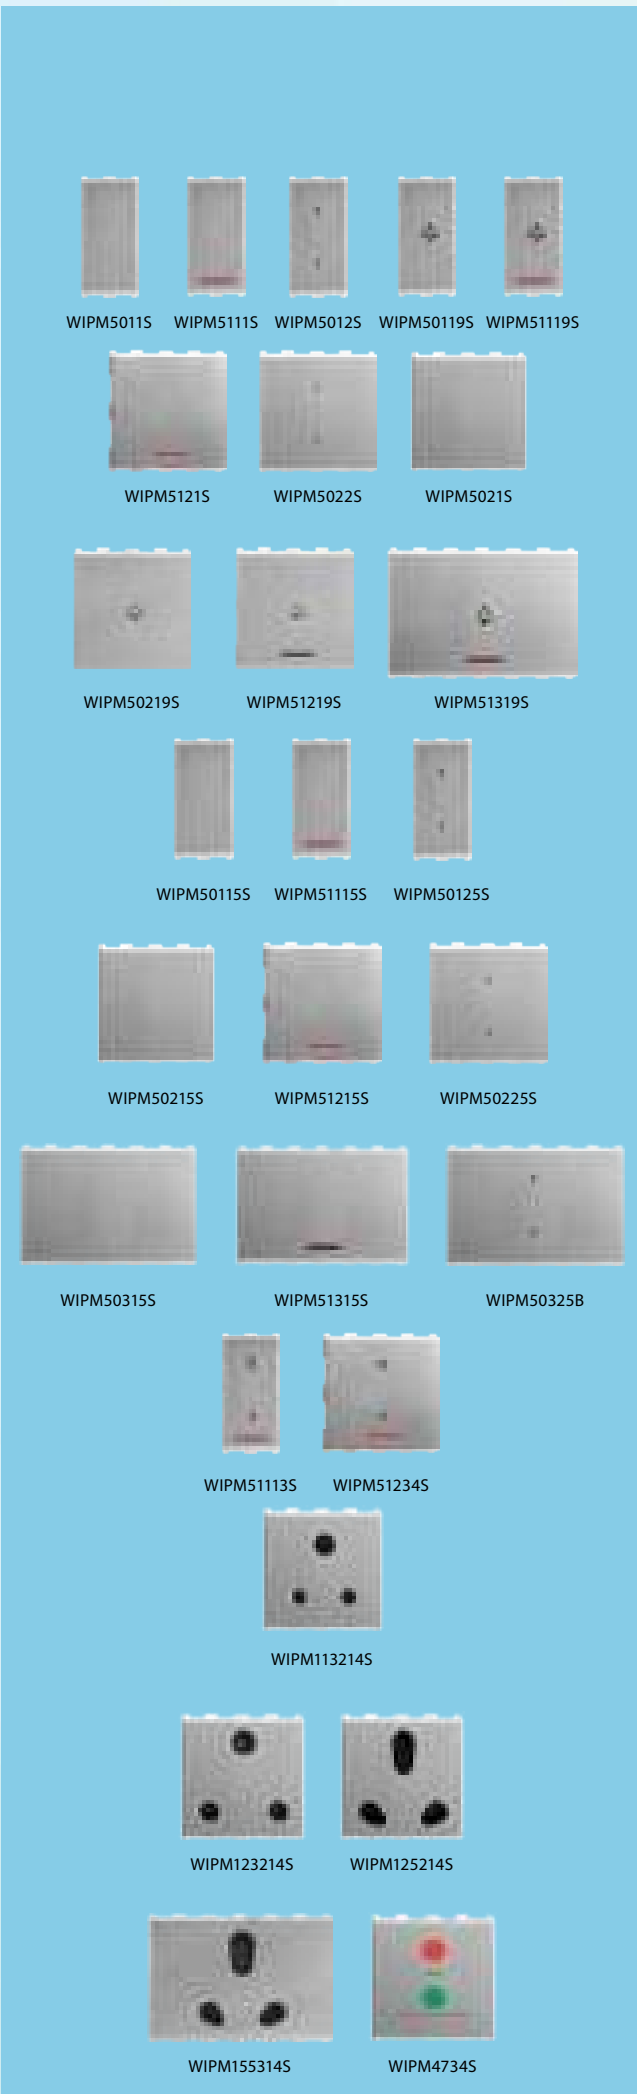 WIPM5011S WIPM5111S WIPM5012S WIPM50119S WIPM51119S
WIPM5121S WIPM5022S WIPM5021S
WIPM50219S WIPM51219S WIPM51319S
WIPM50115S WIPM51115S WIPM50125S
WIPM50215S WIPM51215S WIPM50225S
WIPM50315S WIPM51315S WIPM50325B
WIPM51113S WIPM51234S
WIPM113214S
WIPM123214S WIPM125214S
WIPM155314S WIPM4734S